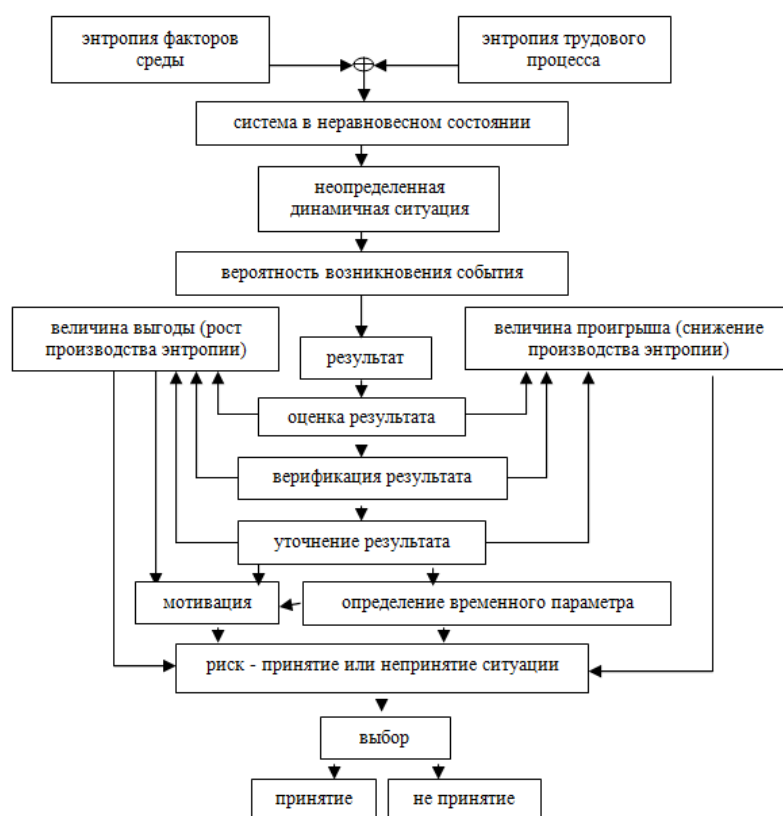 энтропия факторов
среды
энтропия трудового
процесса
система в неравновесном состоянии
неопределенная
динамичная ситуация
вероятность возникновения события
величина выгоды (рост
производства энтропии)
результат
величина проигрыша (снижение
производства энтропии)
оценка результата
верификация результата
уточнение результата
мотивация
определение временного параметра
риск - принятие или непринятие ситуации
выбор
принятие
не принятие